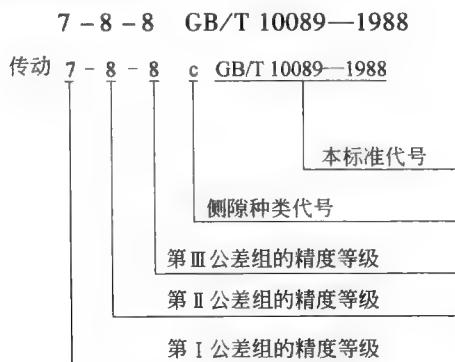 7-8-8 GB/T 10089—1988
传动 7 - 8 - 8 c GB/T 10089—1988
本标准代号
侧隙种类代号
第Ⅲ公差组的精度等级
第Ⅱ公差组的精度等级
第Ⅰ公差组的精度等级